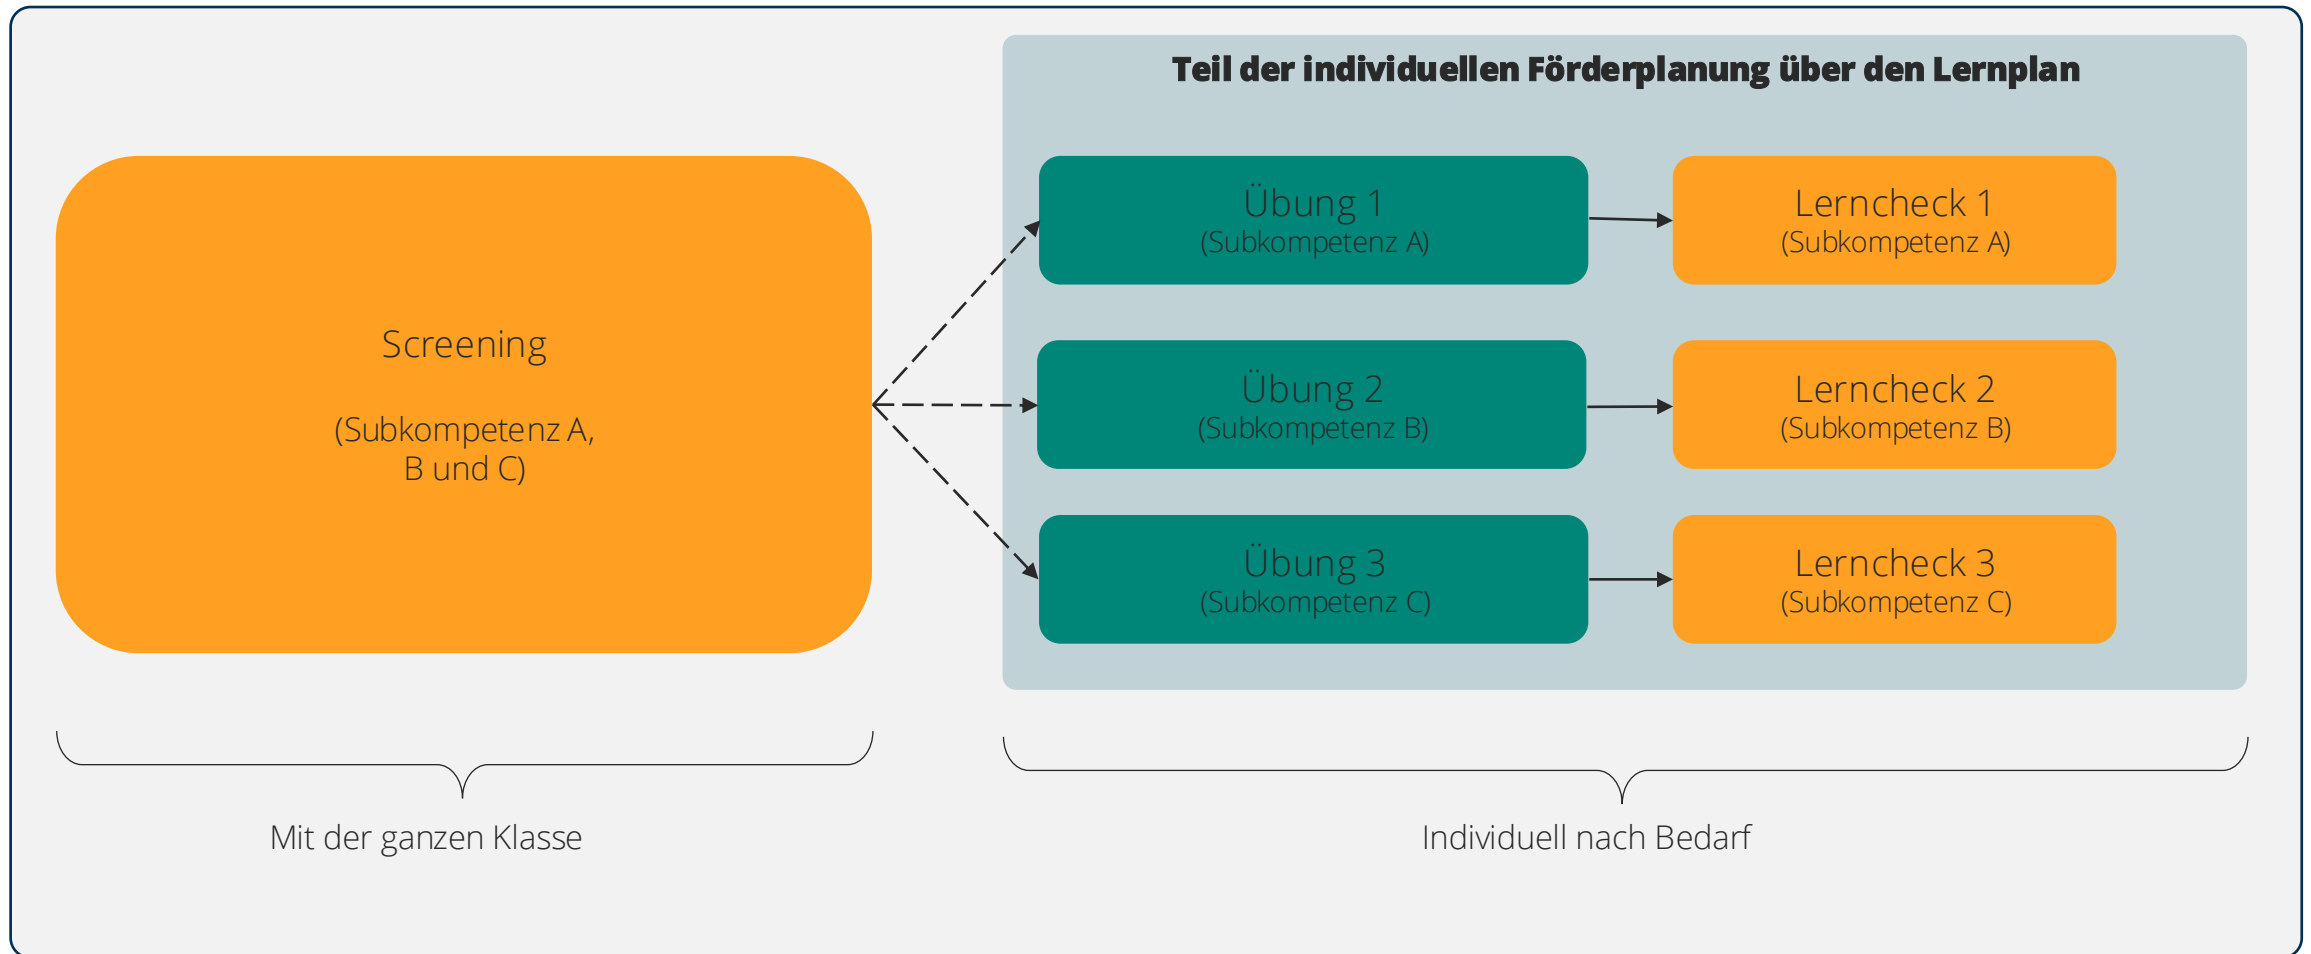 Teil der individuellen Förderplanung über den Lernplan
Screening
(Subkompetenz A,
B und C)
Übung 1
(Subkompetenz A)
Lerncheck 1
(Subkompetenz A)
Übung 2
(Subkompetenz B)
Lerncheck 2
(Subkompetenz B)
Übung 3
(Subkompetenz C)
Lerncheck 3
(Subkompetenz C)
Mit der ganzen Klasse
Individuell nach Bedarf